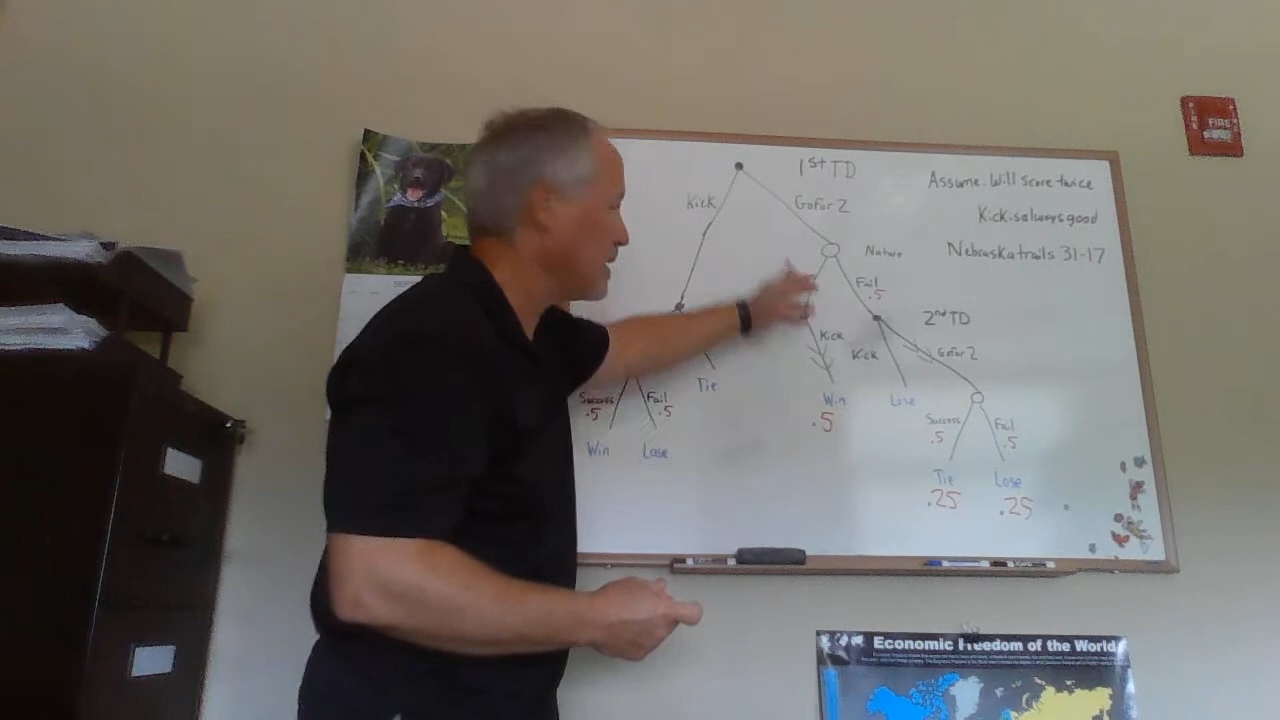 1st TD
Assume: Will score twice
Kick is always good
Nebraska trails 31-17
Kick
Go for 2
Nature
Fail
.5
2nd TD
Kick
Kick
Go for 2
Tie
Win
.5
Lose
Success
.5
Fail
.5
Success
.5
Fail
.5
Win
Lose
Tie
.25
Lose
.25
FIRE
Economic Freedom of the World